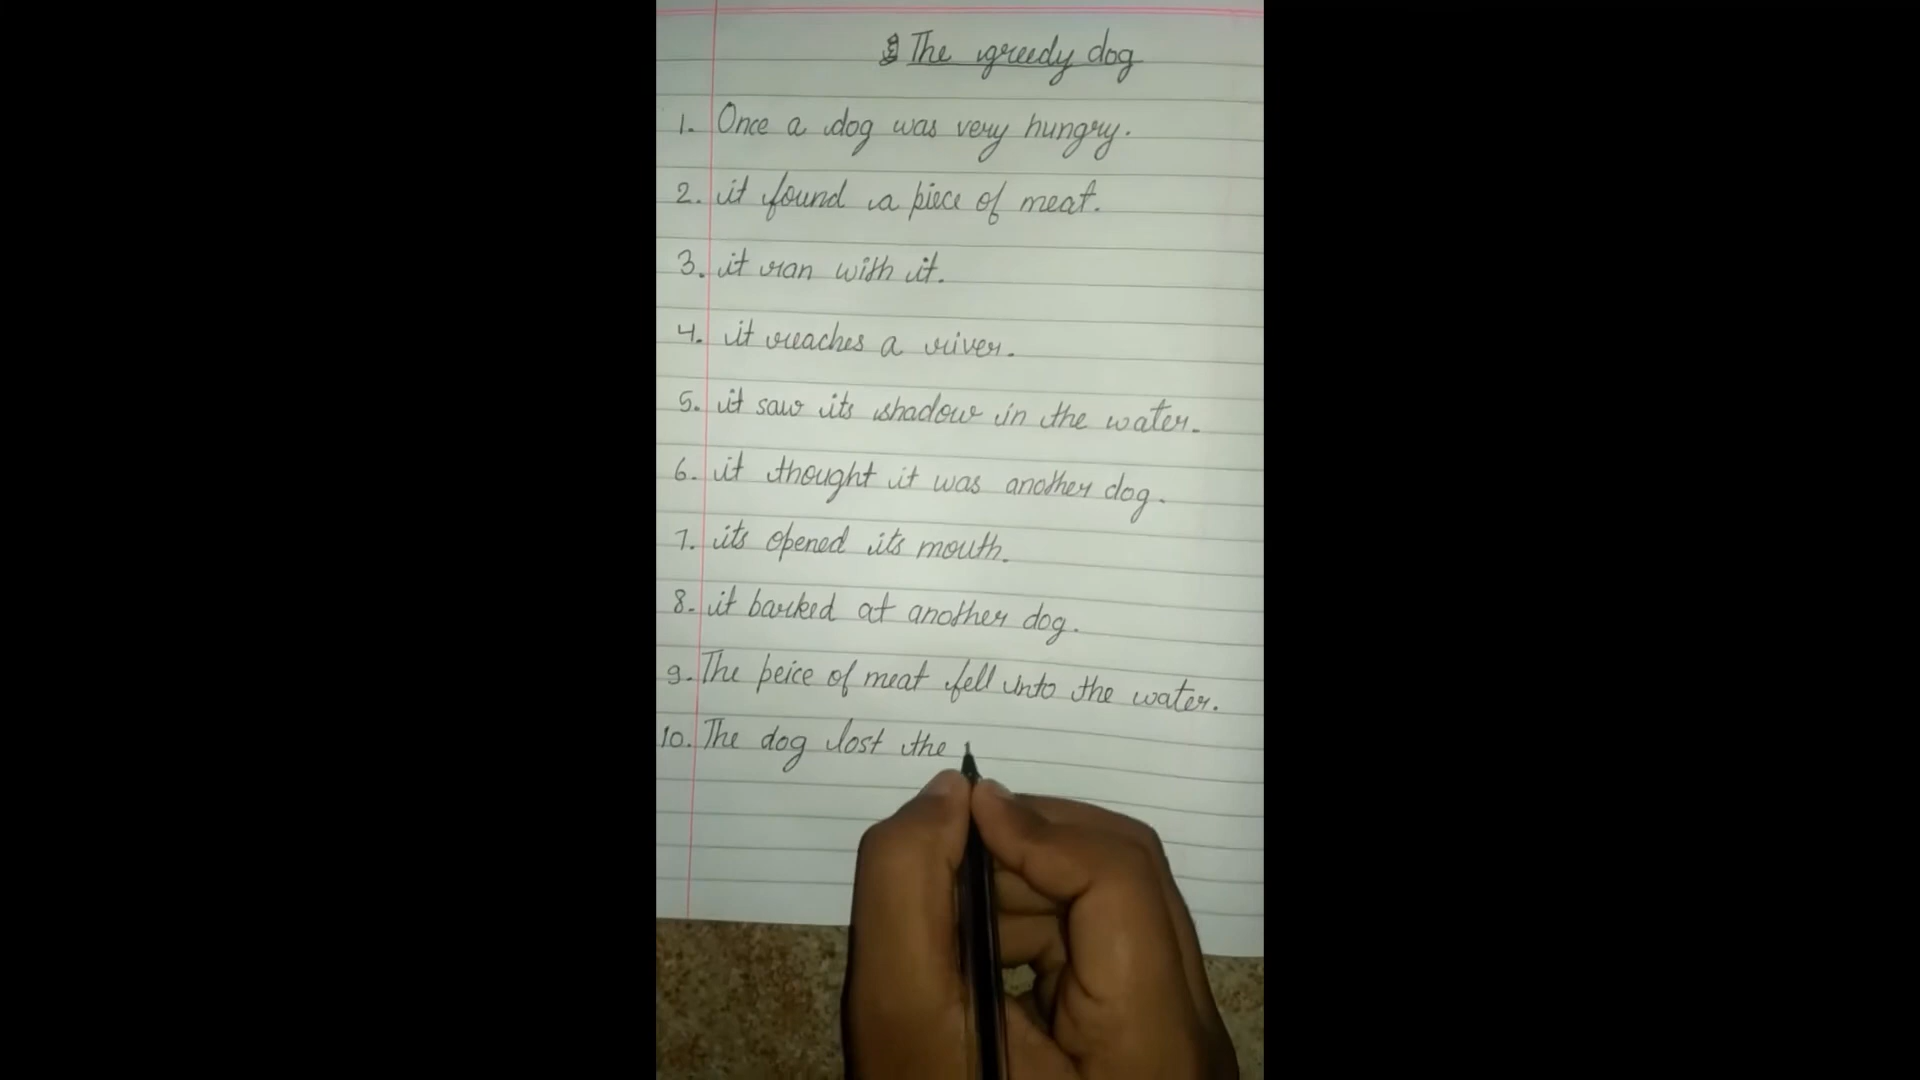 The greedy dog
1. Once a dog was very hungry.
2. it found a piece of meat.
3. it ran with it.
4. it reaches a river.
5. it saw its shadow in the water.
6. it thought it was another dog.
7. its opened its mouth.
8. it barked at another dog.
9. The peice of meat fell into the water.
10. The dog lost the